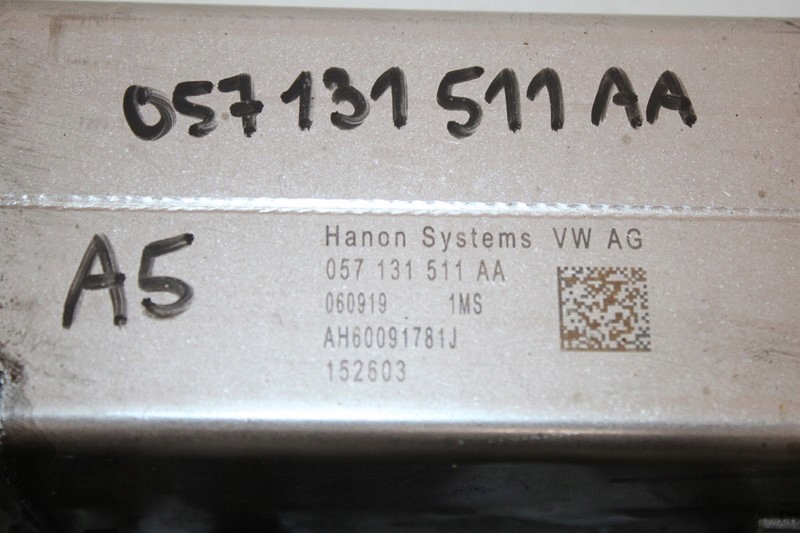 057 131 511 AA
A5
Hanon Systems VW AG
057 131 511 AA
060919 1MS
AH60091781J
152603